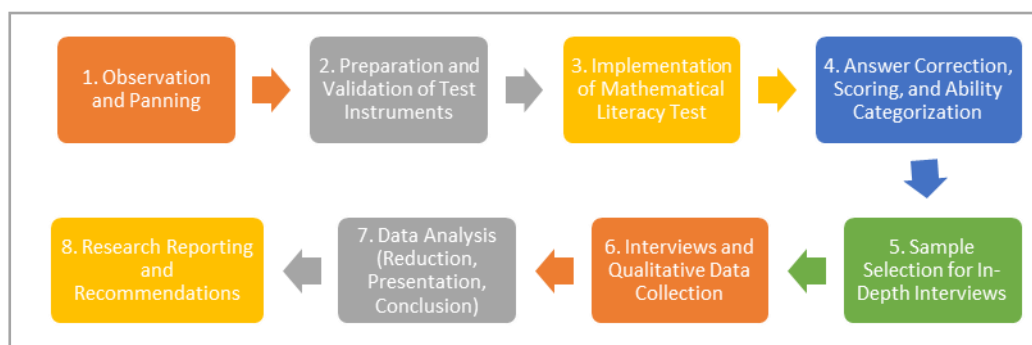 1. Observation
and Panning
2. Preparation and
Validation of Test
Instruments
3. Implementation
of Mathematical
Literacy Test
4. Answer Correction,
Scoring, and Ability
Categorization
5. Sample
Selection for In-
Depth Interviews
6. Interviews and
Qualitative Data
Collection
7. Data Analysis
(Reduction,
Presentation,
Conclusion)
8. Research Reporting
and
Recommendations